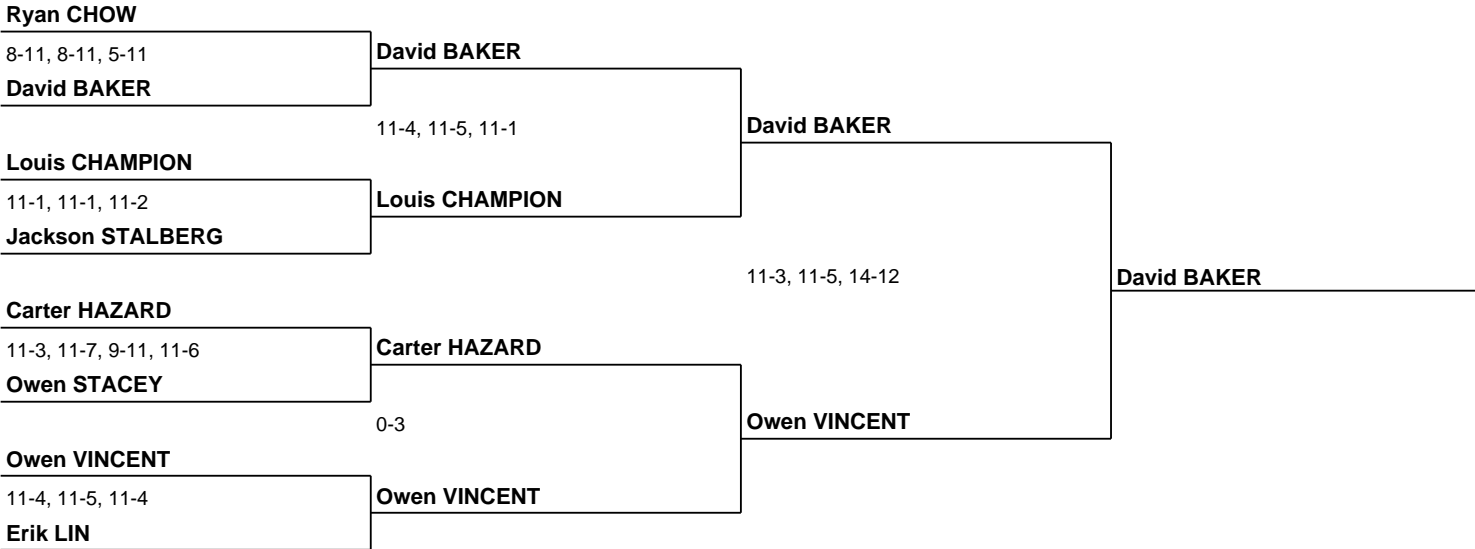 Ryan CHOW
8-11, 8-11, 5-11
David BAKER
David BAKER
11-4, 11-5, 11-1
David BAKER
Louis CHAMPION
11-1, 11-1, 11-2
Louis CHAMPION
Jackson STALBERG
11-3, 11-5, 14-12
David BAKER
Carter HAZARD
11-3, 11-7, 9-11, 11-6
Carter HAZARD
Owen STACEY
0-3
Owen VINCENT
Owen VINCENT
11-4, 11-5, 11-4
Owen VINCENT
Erik LIN